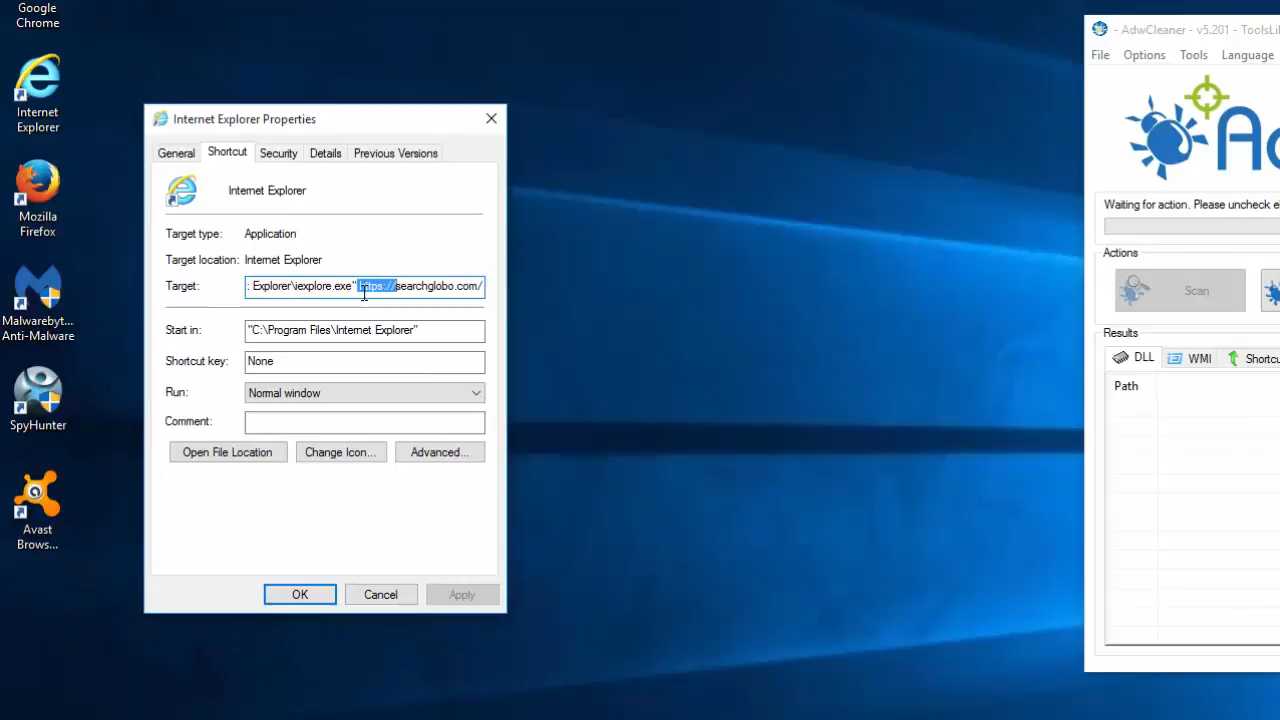 Google
Chrome
Internet
Explorer
Mozilla
Firefox
Malwarebyt...
Anti-Malware
SpyHunter
Avast
Brows...
Internet Explorer Properties
General
Shortcut
Security
Details
Previous Versions
Internet Explorer
Target type:
Application
Target location:
Internet Explorer
Target:
: Explorer\iexplore.exe" https://searchglobo.com/
Start in:
"C:\Program Files\Internet Explorer"
Shortcut key:
None
Run:
Normal window
Comment:
Open File Location
Change Icon...
Advanced...
OK
Cancel
Apply
- AdwCleaner - v5.201 - ToolsLi
File
Options
Tools
Language
Ad
Waiting for action. Please uncheck el
Actions
Scan
Results
DLL
WMI
Shortcu
Path